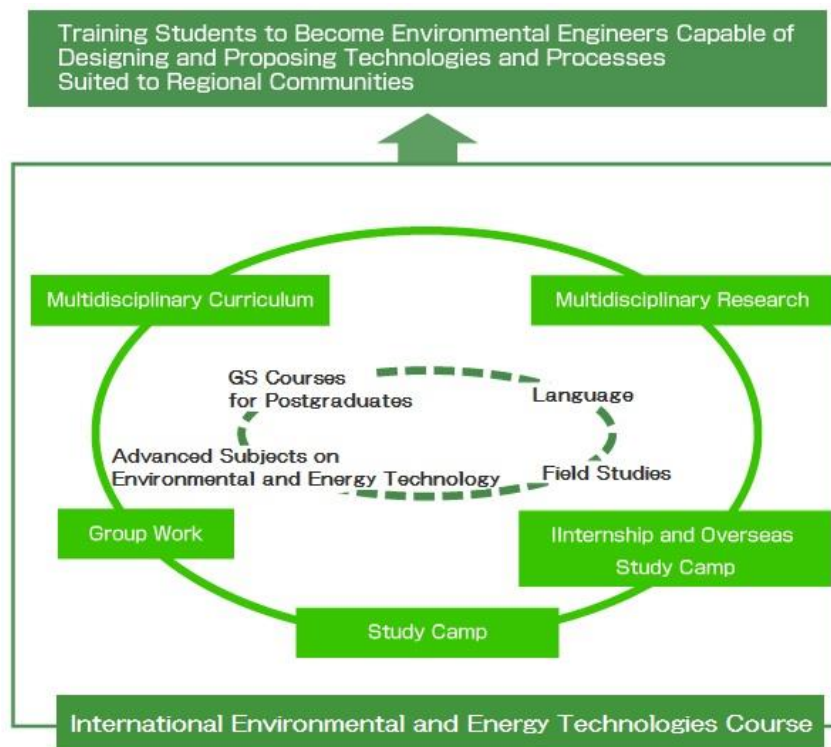 Training Students to Become Environmental Engineers Capable of
Designing and Proposing Technologies and Processes
Suited to Regional Communities
Multidisciplinary Curriculum
Multidisciplinary Research
GS Courses
for Postgraduates
Language
Advanced Subjects on
Environmental and Energy Technology
Field Studies
Group Work
IInternship and Overseas
Study Camp
Study Camp
International Environmental and Energy Technologies Course